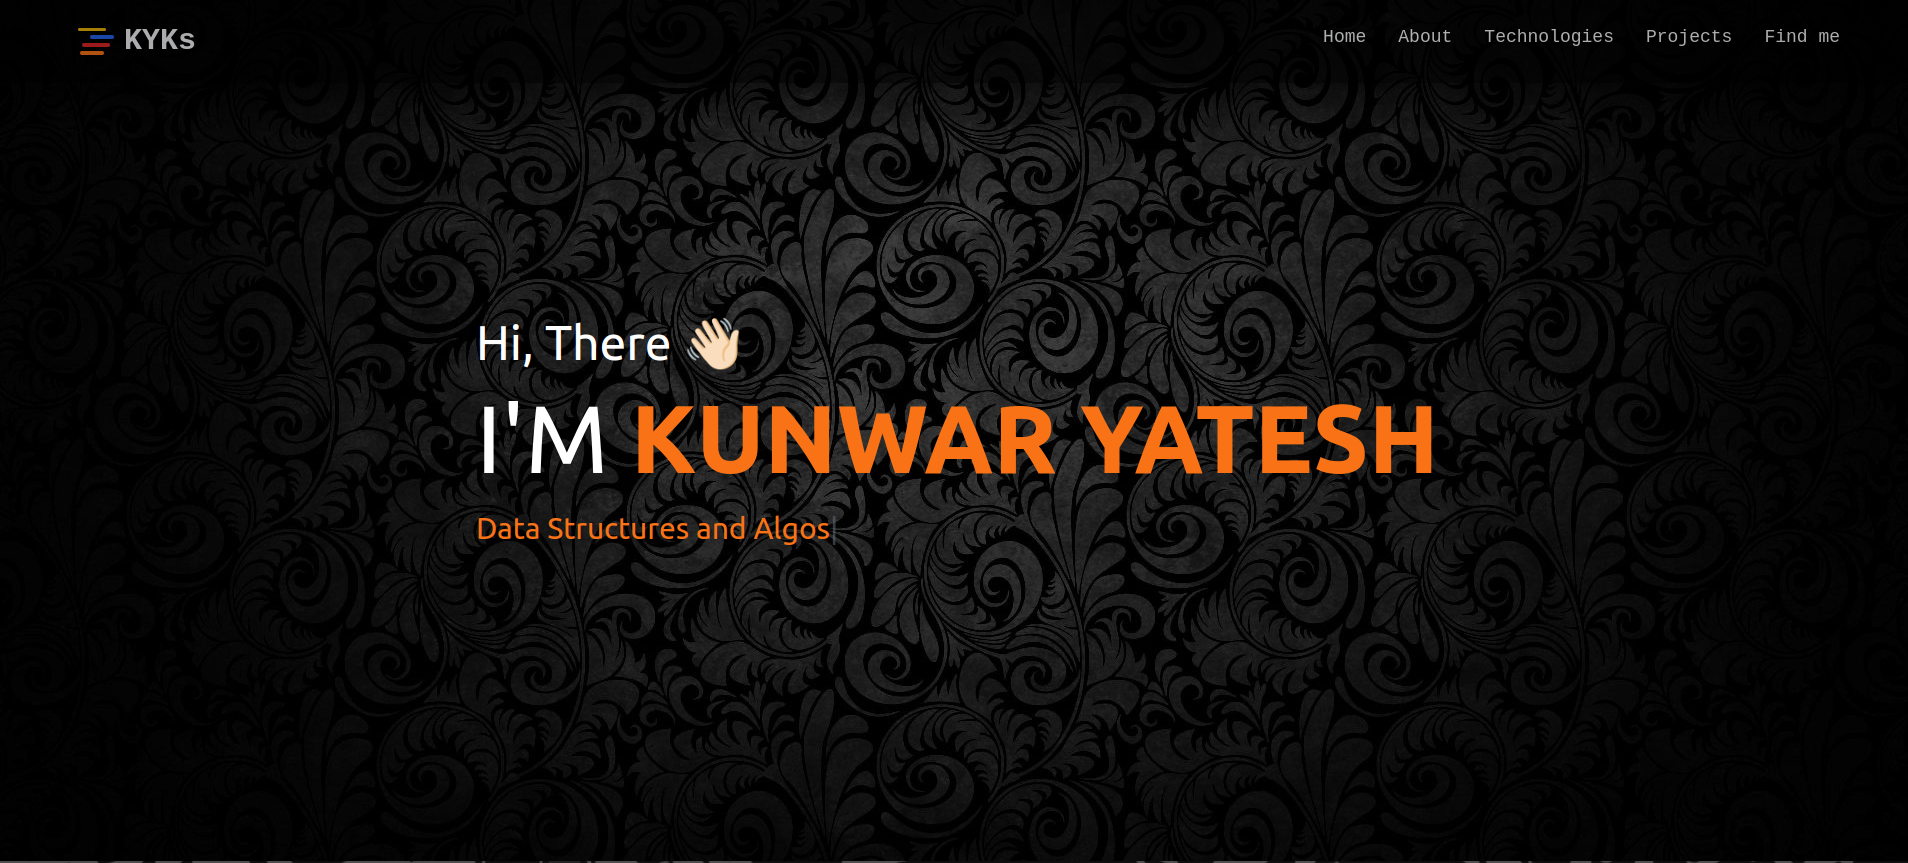 KYKs
Home About Technologies Projects Find me
Hi, There 👋🏻
I'M KUNWAR YATESH
Data Structures and Algos